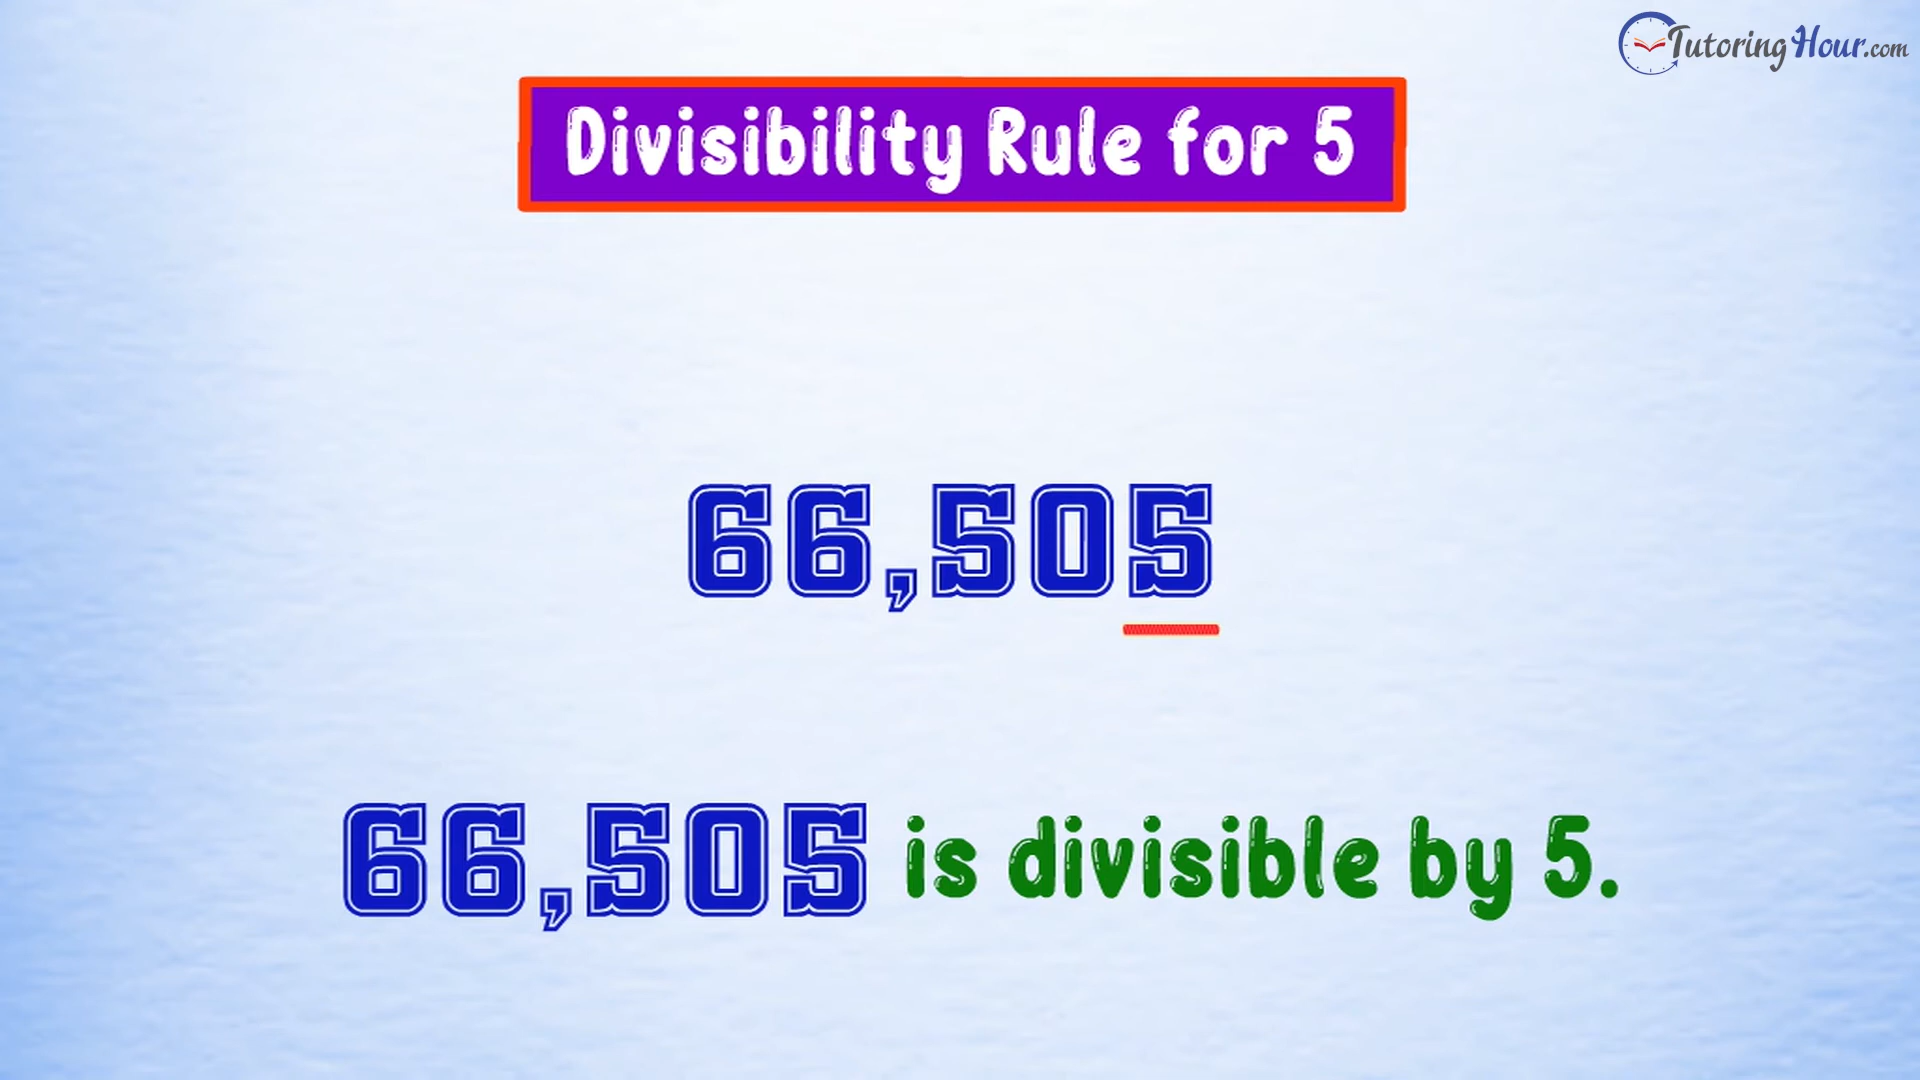 TutoringHour.com
Divisibility Rule for 5
66,505
66,505 is divisible by 5.